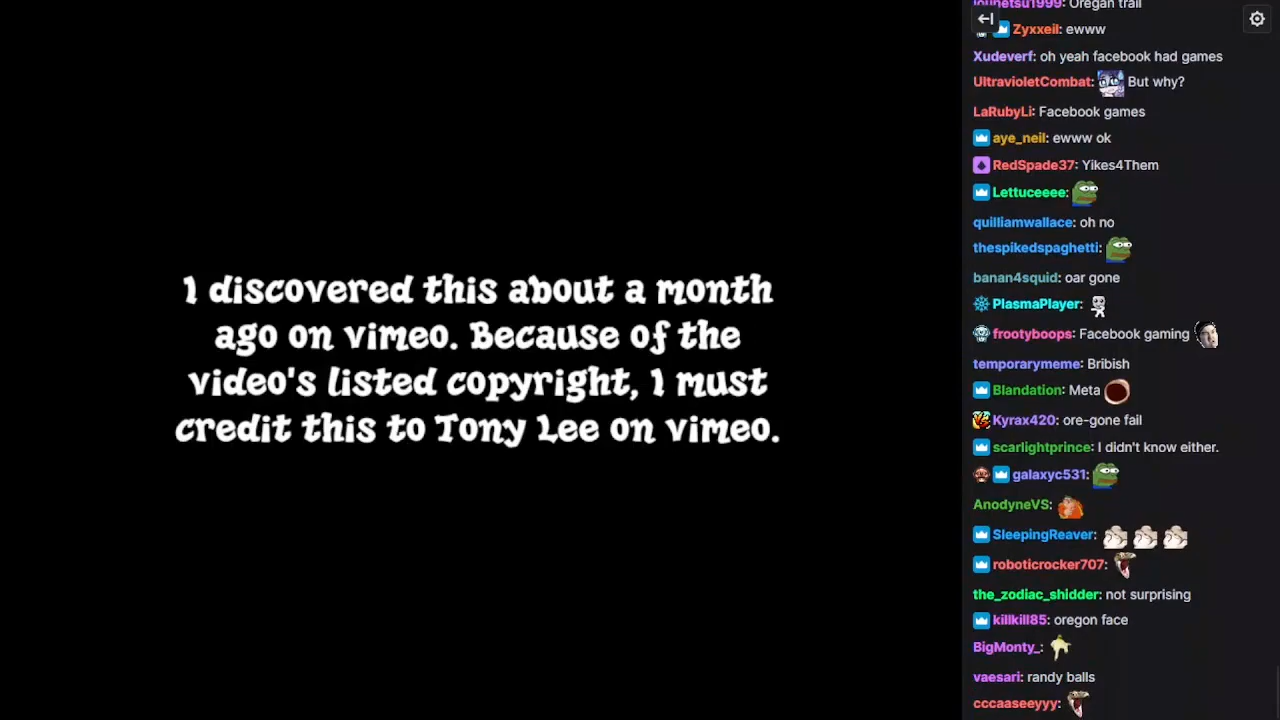 I discovered this about a month
ago on vimeo. Because of the
video's listed copyright, I must
credit this to Tony Lee on vimeo.
Oregan trail
Zyxxeil: ewww
Xudeverf: oh yeah facebook had games
UltravioletCombat: But why?
LaRubyLi: Facebook games
aye_neil: ewww ok
RedSpade37: Yikes4Them
Lettuceeee:
quilliamwallace: oh no
thespikedspaghetti:
banan4squid: oar gone
PlasmaPlayer:
frootyboops: Facebook gaming
temporarymeme: Bribish
Blandation: Meta
Kyrax420: ore-gone fail
scarlightprince: I didn't know either.
galaxyc531:
AnodyneVS:
SleepingReaver:
roboticrocker707:
the_zodiac_shidder: not surprising
killkill85: oregon face
BigMonty_:
vaesari: randy balls
cccaaseeyyy: